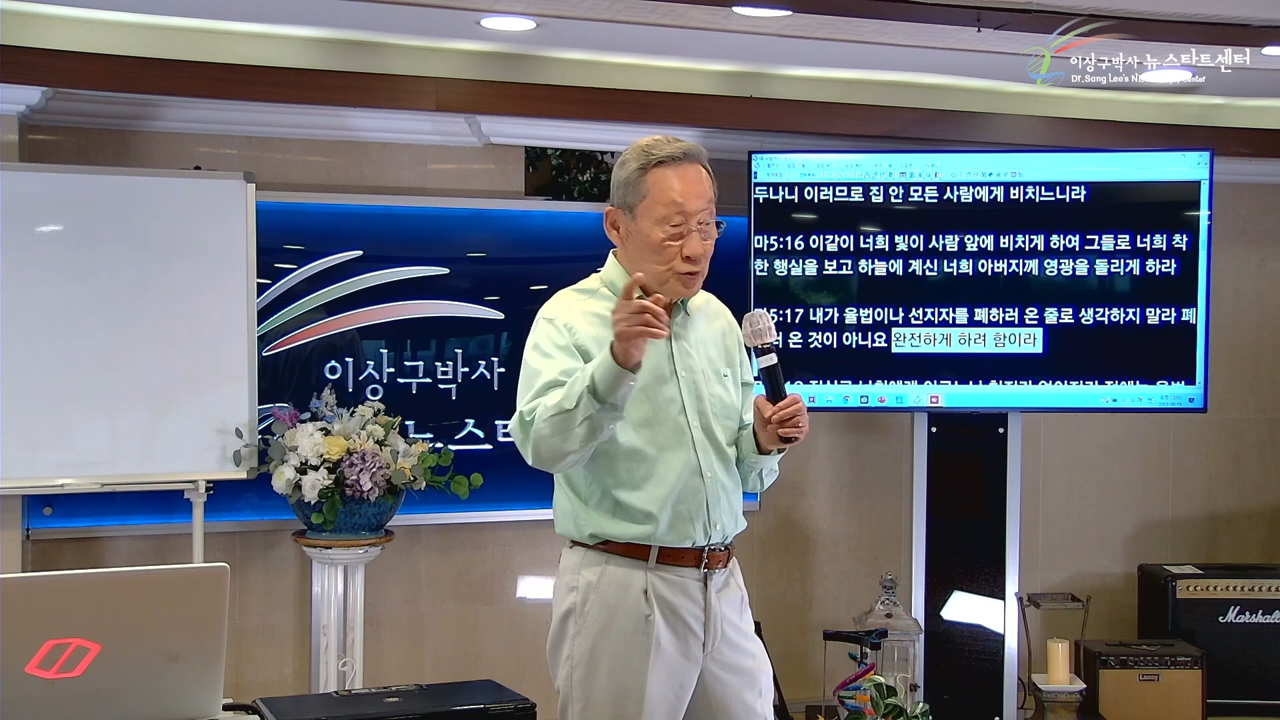 이상구박사 뉴스타트센터
두나니 이러므로 집 안 모든 사람에게 비치느니라
마5:16 이같이 너희 빛이 사람 앞에 비치게 하여 그들로 너희 착
한 행실을 보고 하늘에 계신 너희 아버지께 영광을 돌리게 하라
5:17 내가 율법이나 선지자를 폐하러 온 줄로 생각하지 말라 폐
러 온 것이 아니요 완전하게 하려 함이라
이상구박사
뉴스타
Marshall
Laney